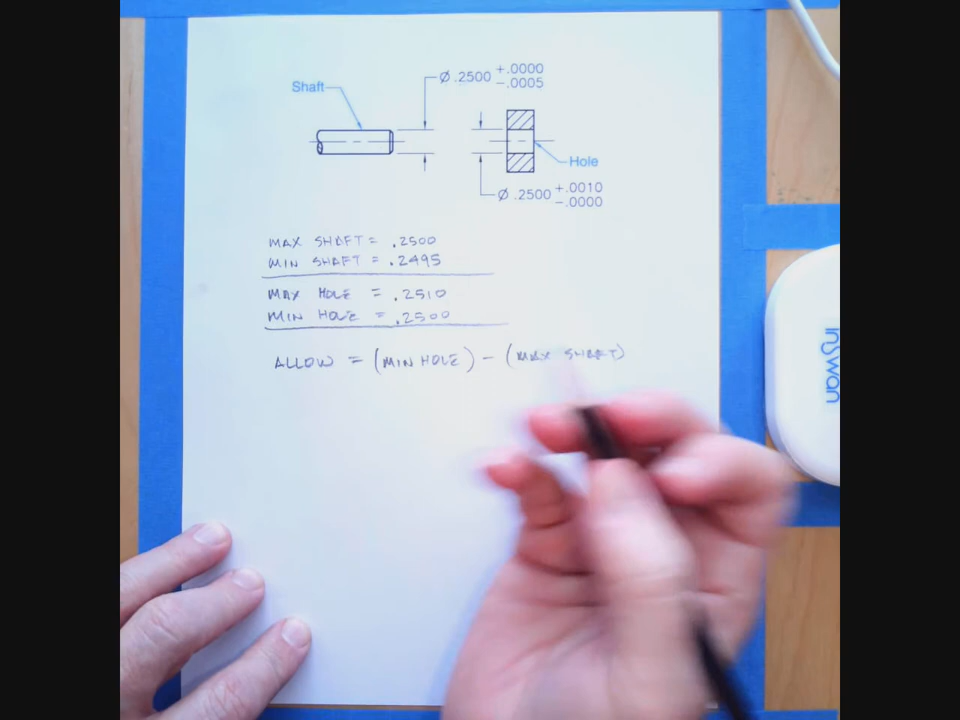 Ø .2500 +.0000
-.0005
Shaft
Hole
Ø .2500 +.0010
-.0000
MAX SHAFT = .2500
MIN SHAFT = .2495
MAX HOLE = .2510
MIN HOLE = .2500
ALLOW = (MIN HOLE) - (MAX SHAFT)
inswan